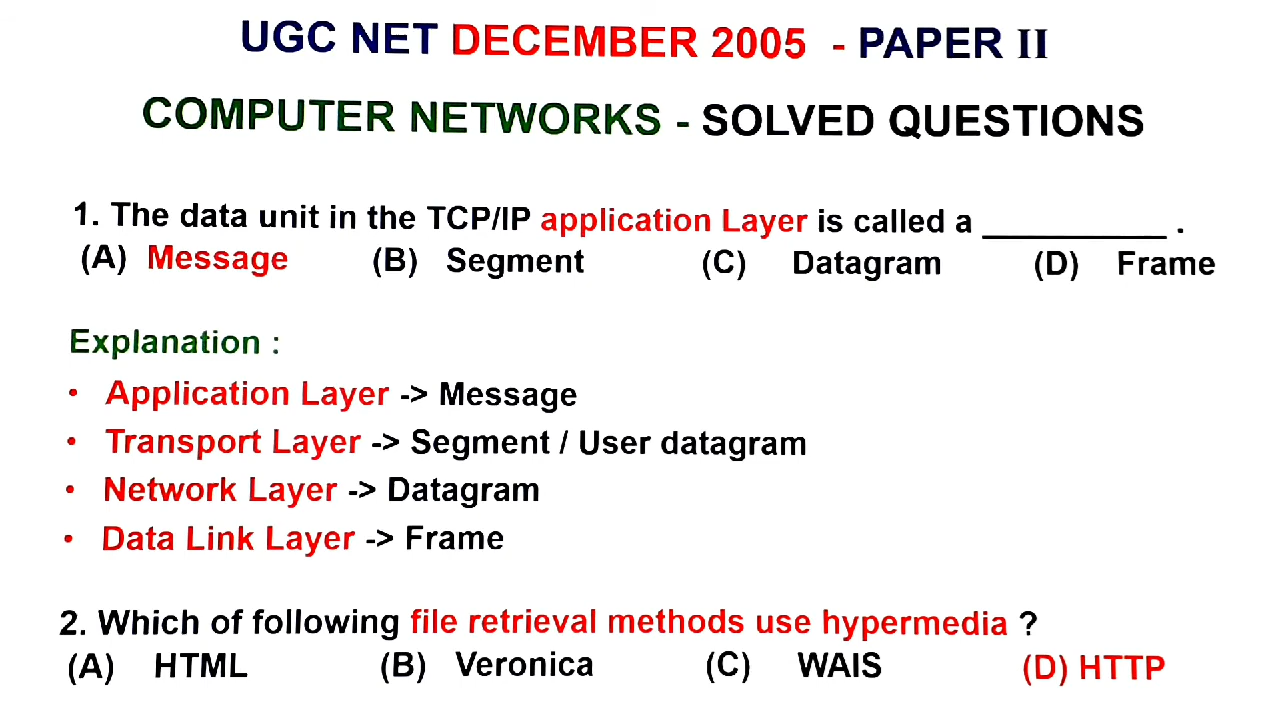 UGC NET DECEMBER 2005 - PAPER II
COMPUTER NETWORKS - SOLVED QUESTIONS
1. The data unit in the TCP/IP application Layer is called a __________ .
(A) Message (B) Segment (C) Datagram (D) Frame
Explanation :
• Application Layer -> Message
• Transport Layer -> Segment / User datagram
• Network Layer -> Datagram
• Data Link Layer -> Frame
2. Which of following file retrieval methods use hypermedia ?
(A) HTML (B) Veronica (C) WAIS (D) HTTP